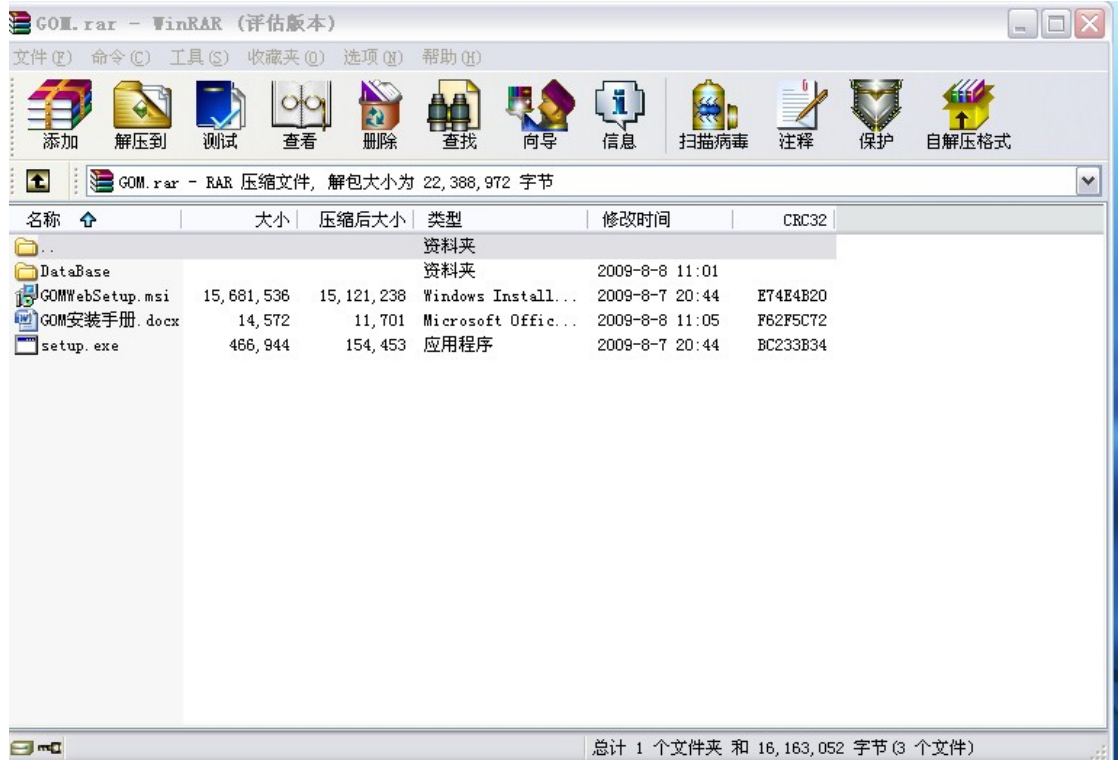 GOM.rar - WinRAR (评估版本)
文件(F) 命令(C) 工具(S) 收藏夹(O) 选项(N) 帮助(H)
添加 解压到 测试 查看 删除 查找 向导 信息 扫描病毒 注释 保护 自解压格式
GOM.rar - RAR 压缩文件, 解包大小为 22,388,972 字节
名称 大小 压缩后大小 类型 修改时间 CRC32
.. 资料夹
DataBase 资料夹 2009-8-8 11:01
GOMWebSetup.msi 15,681,536 15,121,238 Windows Install... 2009-8-7 20:44 E74E4B20
GOM安装手册.docx 14,572 11,701 Microsoft Offic... 2009-8-8 11:05 F62F5C72
setup.exe 466,944 154,453 应用程序 2009-8-7 20:44 BC233B34
总计 1 个文件夹 和 16,163,052 字节(3 个文件)